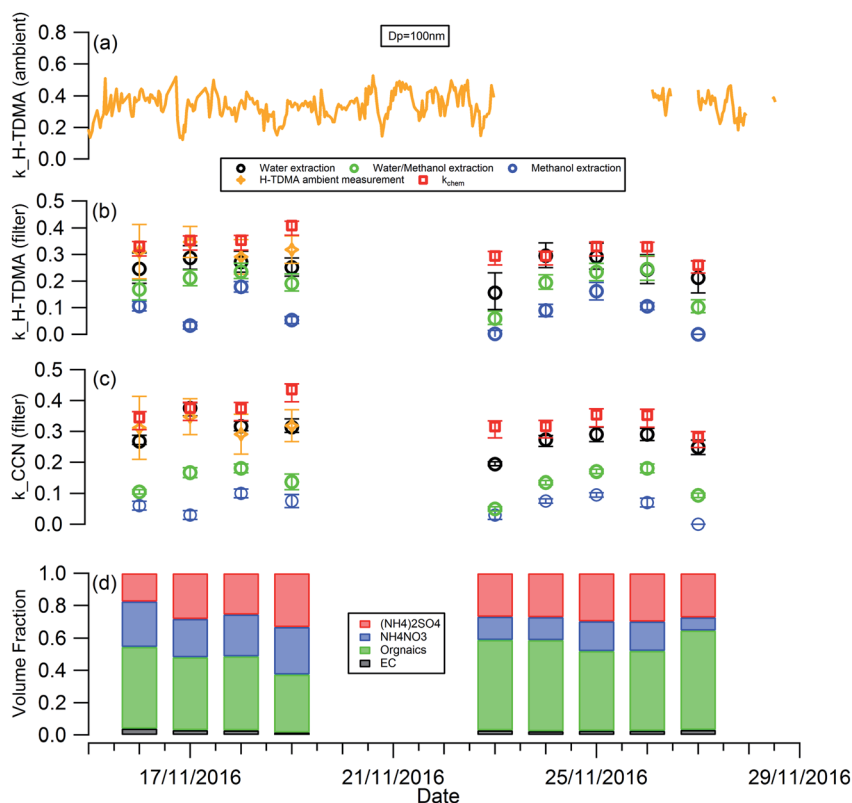 (a)
Dp=100nm
k_H-TDMA (ambient)
0.8
0.6
0.4
0.2
0.0
Water extraction Water/Methanol extraction Methanol extraction
H-TDMA ambient measurement kchem
(b)
k_H-TDMA (filter)
0.5
0.4
0.3
0.2
0.1
0.0
(c)
k_CCN (filter)
0.5
0.4
0.3
0.2
0.1
0.0
(d)
Volume Fraction
1.0
0.8
0.6
0.4
0.2
0.0
(NH4)2SO4
NH4NO3
Orgnaics
EC
17/11/2016 21/11/2016 25/11/2016 29/11/2016
Date